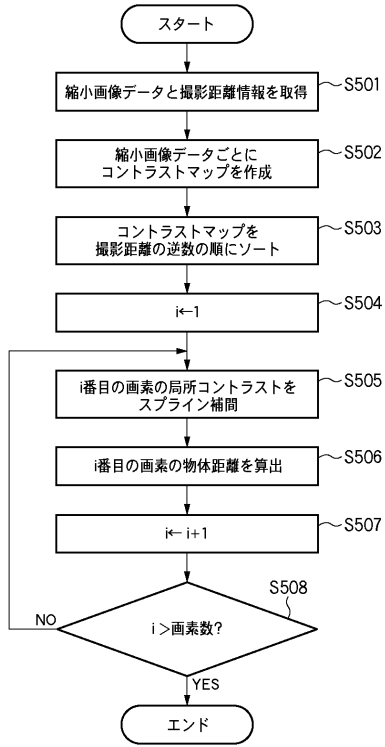 スタート
縮小画像データと撮影距離情報を取得
S501
縮小画像データごとに
コントラストマップを作成
S502
コントラストマップを
撮影距離の逆数の順にソート
S503
i←1
S504
i番目の画素の局所コントラストを
スプライン補間
S505
i番目の画素の物体距離を算出
S506
i← i+1
S507
i >画素数?
S508
NO
YES
エンド